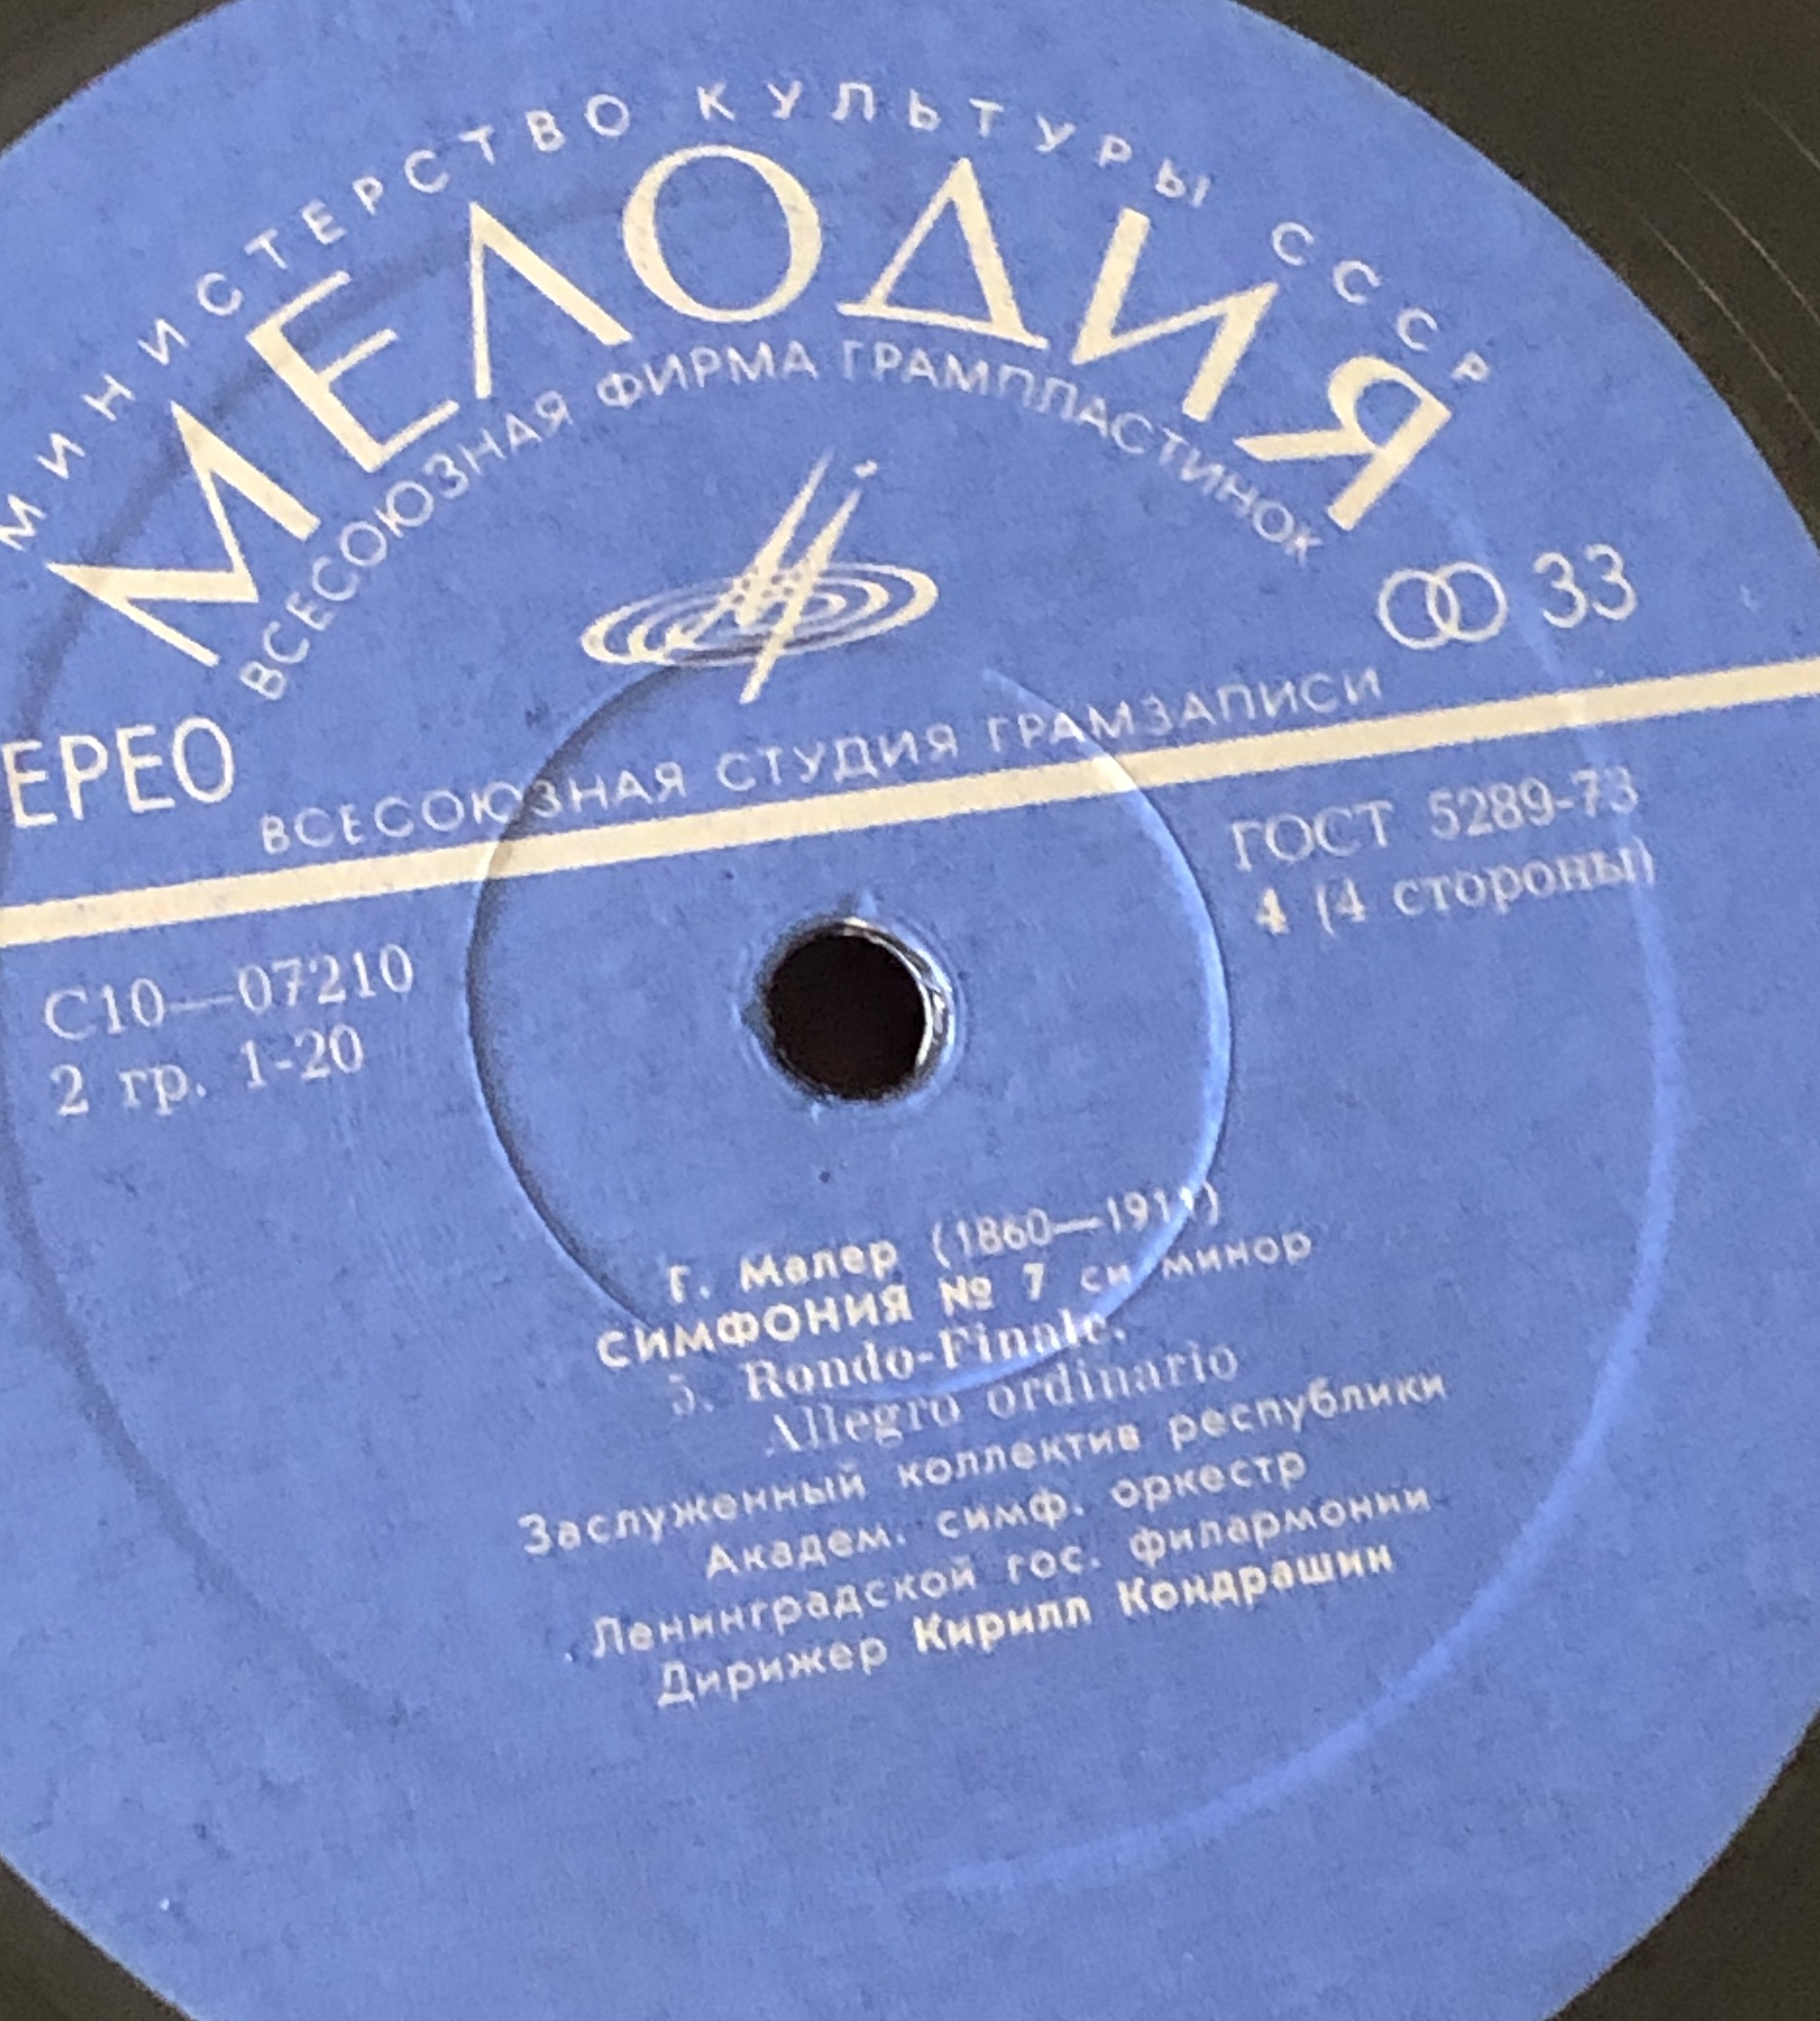 МИНИСТЕРСТВО КУЛЬТУРЫ СССР
МЕЛОДИЯ
ВСЕСОЮЗНАЯ ФИРМА ГРАМПЛАСТИНОК
33
ЕРЕО
ВСЕСОЮЗНАЯ СТУДИЯ ГРАМЗАПИСИ
ГОСТ 5289-73
4 (4 стороны)
С10—07210
2 гр. 1-20
Г. Малер (1860—1911)
СИМФОНИЯ № 7 си минор
5. Rondo-Finale.
Allegro ordinario
Заслуженный коллектив республики
Академ. симф. оркестр
Ленинградской гос. филармонии
Дирижер Кирилл Кондрашин